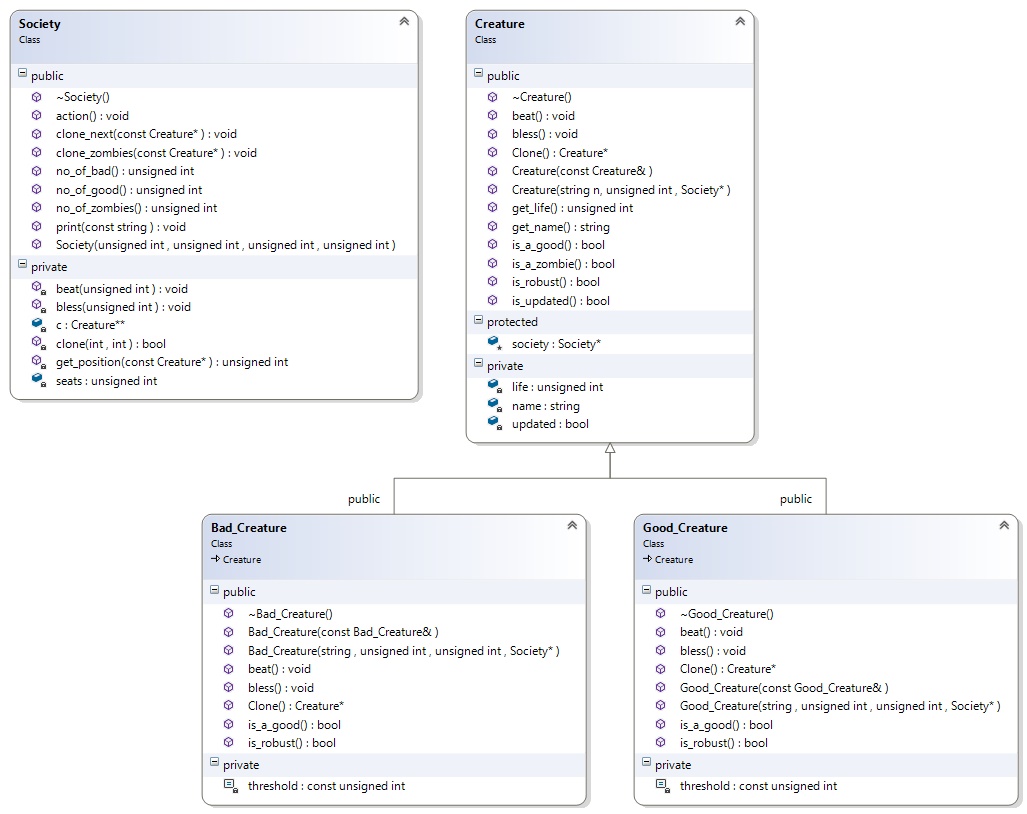 Society
Class
public
~Society()
action() : void
clone_next(const Creature* ) : void
clone_zombies(const Creature* ) : void
no_of_bad() : unsigned int
no_of_good() : unsigned int
no_of_zombies() : unsigned int
print(const string ) : void
Society(unsigned int , unsigned int , unsigned int , unsigned int )
private
beat(unsigned int ) : void
bless(unsigned int ) : void
c : Creature**
clone(int , int ) : bool
get_position(const Creature* ) : unsigned int
seats : unsigned int
Creature
Class
public
~Creature()
beat() : void
bless() : void
Clone() : Creature*
Creature(const Creature& )
Creature(string n, unsigned int , Society* )
get_life() : unsigned int
get_name() : string
is_a_good() : bool
is_a_zombie() : bool
is_robust() : bool
is_updated() : bool
protected
society : Society*
private
life : unsigned int
name : string
updated : bool
public
public
Bad_Creature
Class
Creature
public
~Bad_Creature()
Bad_Creature(const Bad_Creature& )
Bad_Creature(string , unsigned int , unsigned int , Society* )
beat() : void
bless() : void
Clone() : Creature*
is_a_good() : bool
is_robust() : bool
private
threshold : const unsigned int
Good_Creature
Class
Creature
public
~Good_Creature()
beat() : void
bless() : void
Clone() : Creature*
Good_Creature(const Good_Creature& )
Good_Creature(string , unsigned int , unsigned int , Society* )
is_a_good() : bool
is_robust() : bool
private
threshold : const unsigned int